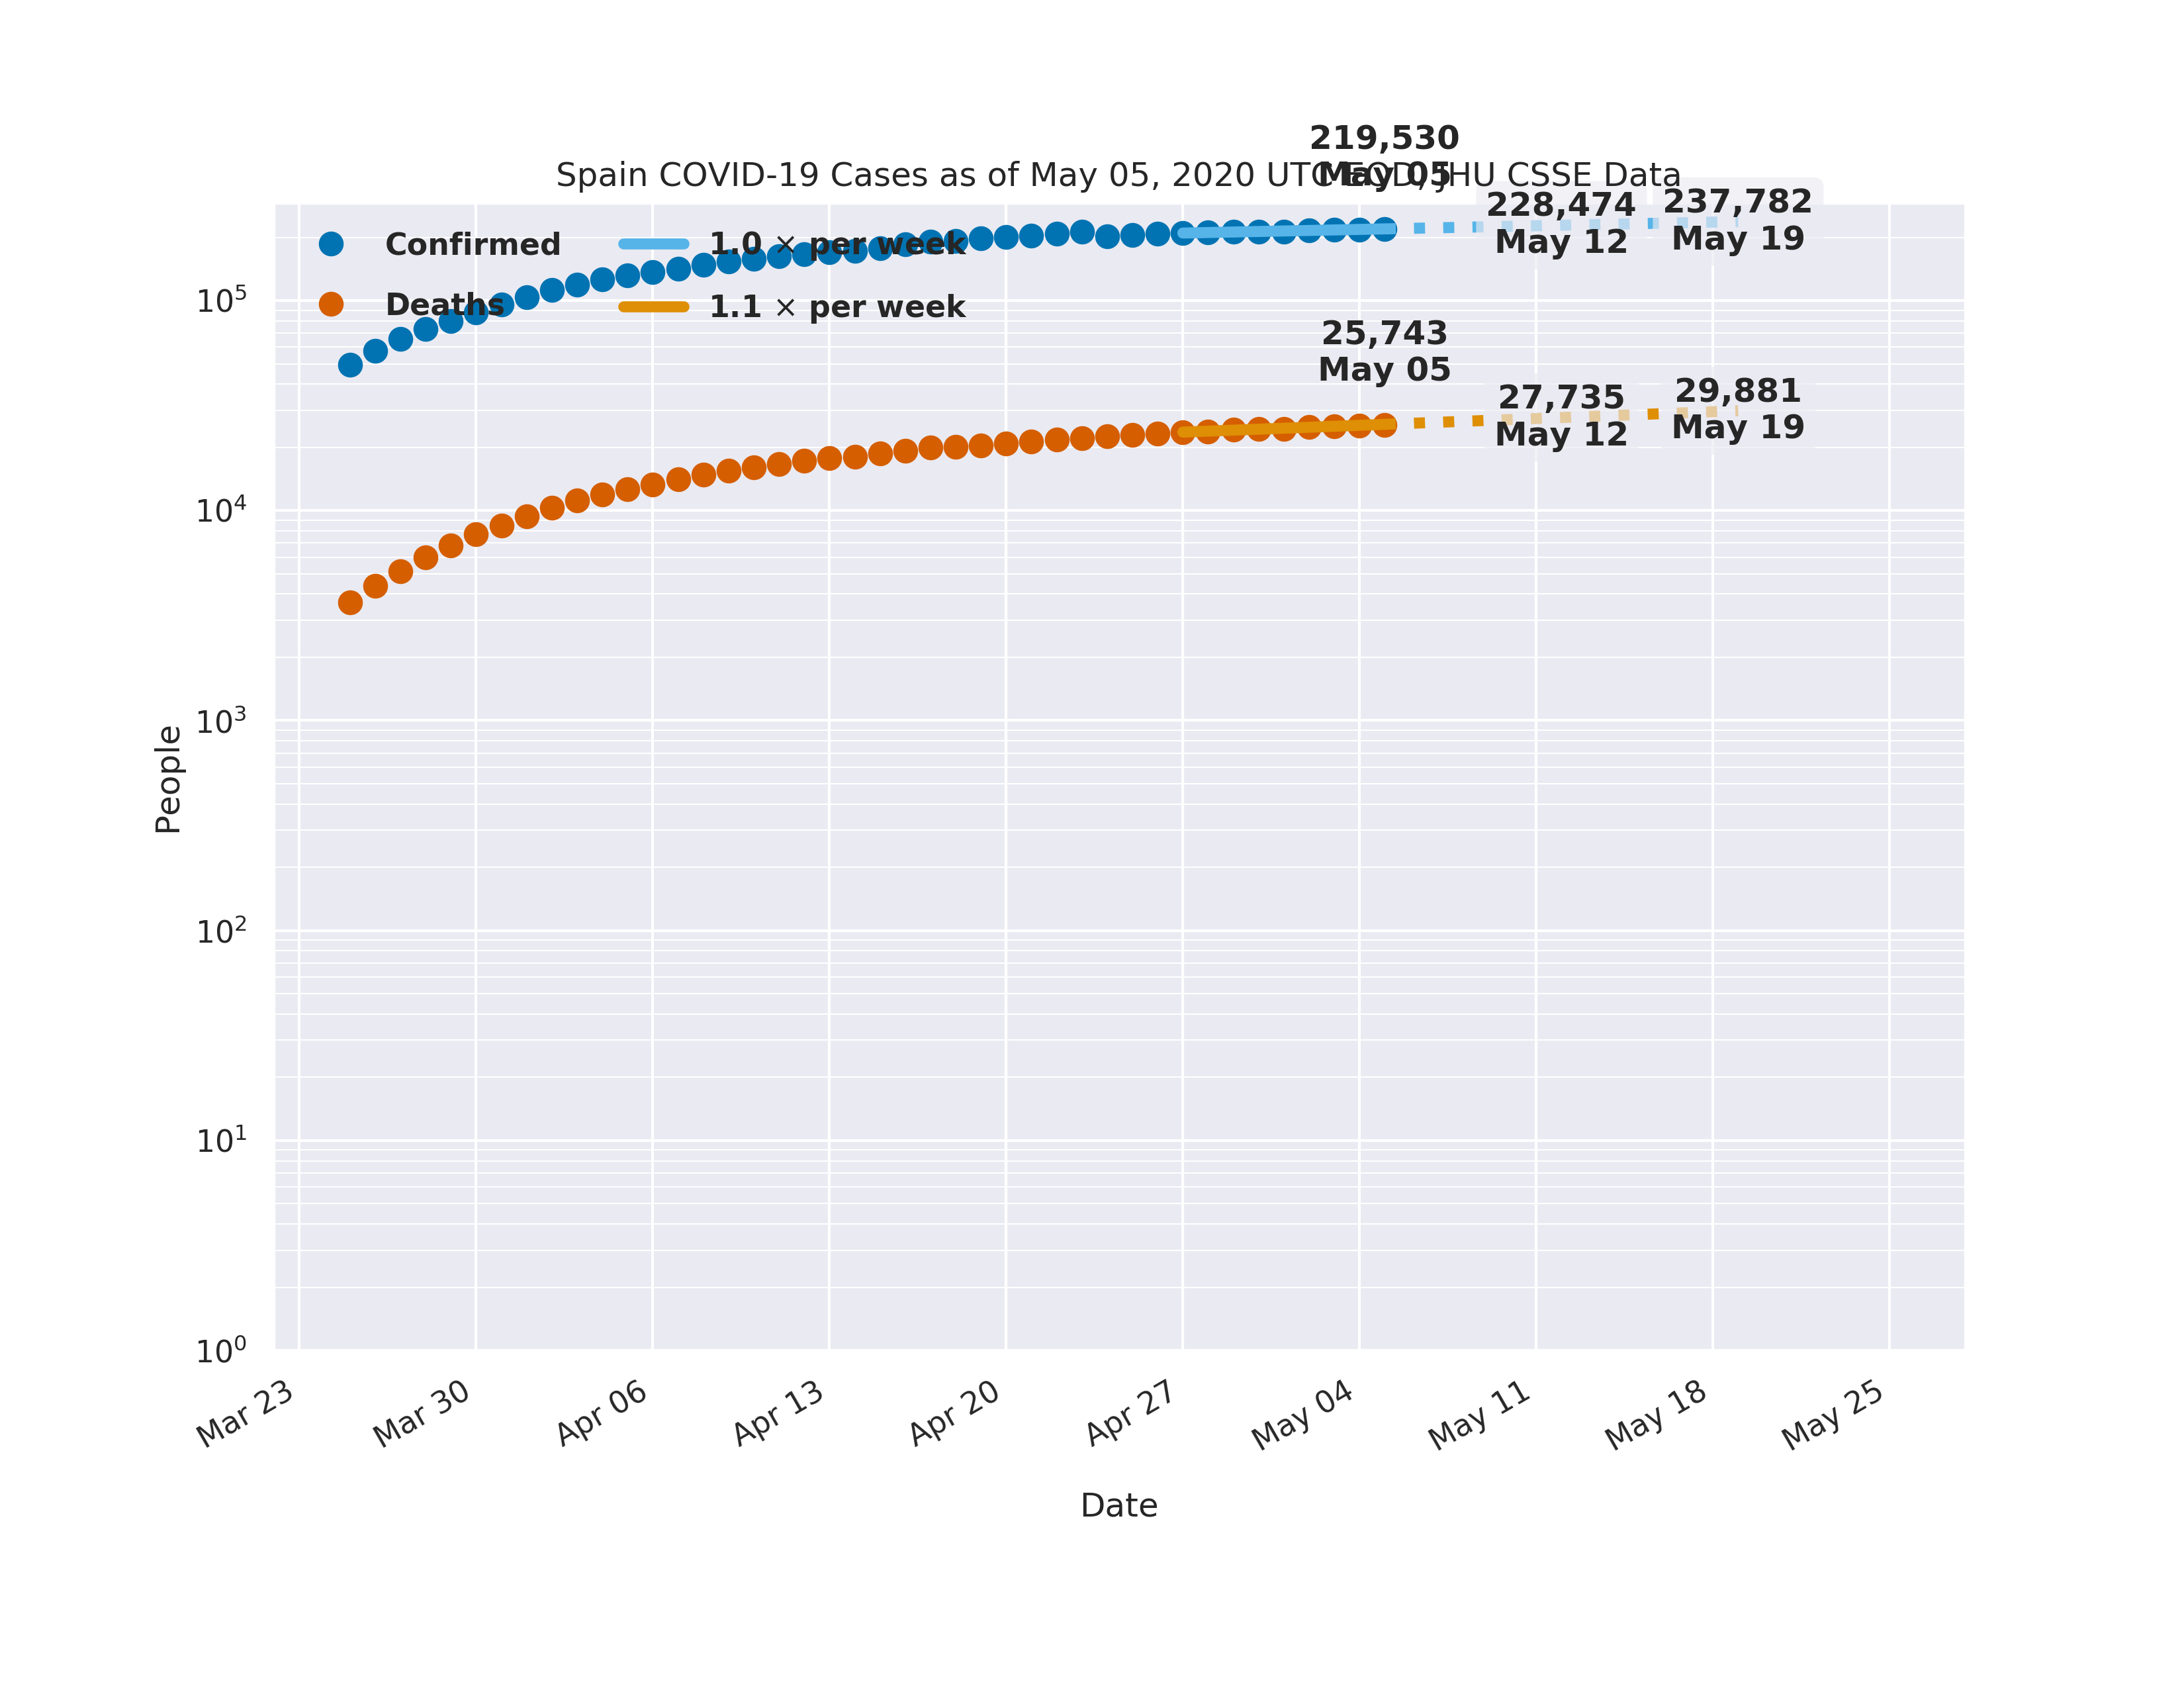 219,530
May 05
Spain COVID-19 Cases as of May 05, 2020 UTC EOD, JHU CSSE Data
228,474
May 12
237,782
May 19
Confirmed
1.0 × per week
Deaths
1.1 × per week
25,743
May 05
27,735
May 12
29,881
May 19
People
10⁵
10⁴
10³
10²
10¹
10⁰
Mar 23
Mar 30
Apr 06
Apr 13
Apr 20
Apr 27
May 04
May 11
May 18
May 25
Date